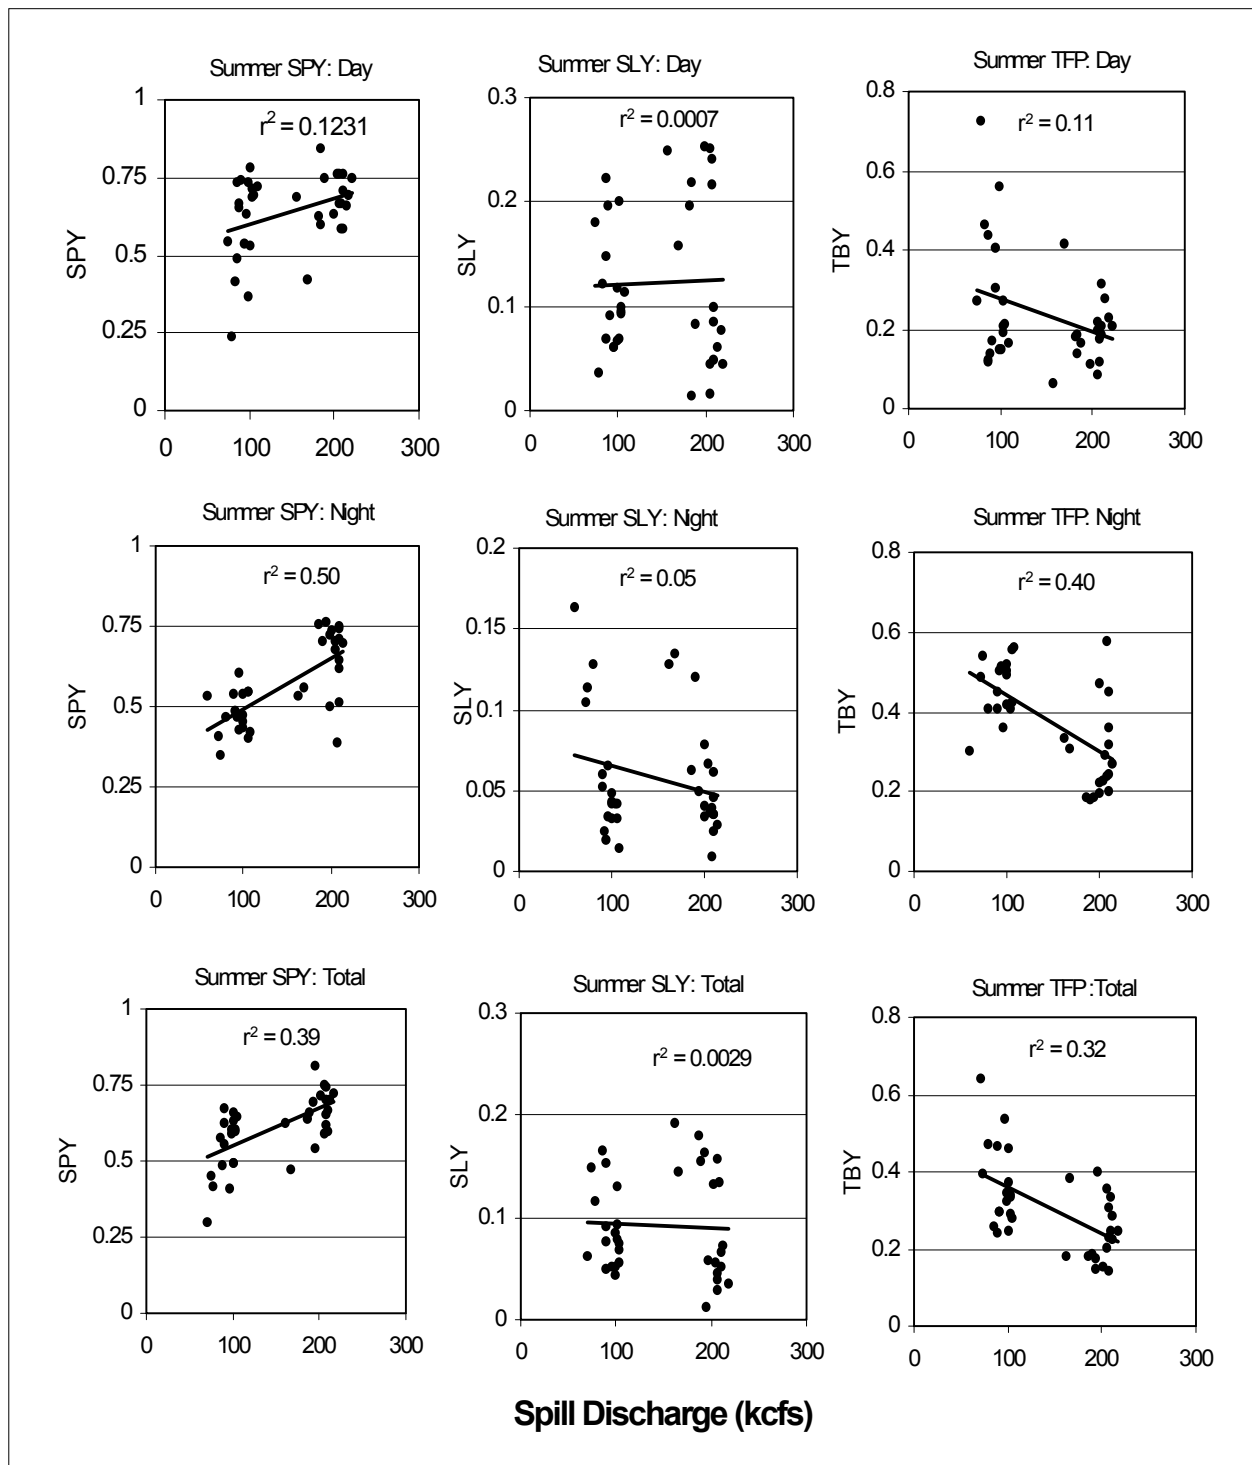 Summer SPY: Day
r² = 0.1231
1
0.75
0.5
0.25
0
SPY
0 100 200 300
Summer SLY: Day
r² = 0.0007
0.3
0.2
0.1
0
SLY
0 100 200 300
Summer TFP: Day
r² = 0.11
0.8
0.6
0.4
0.2
0
TBY
0 100 200 300
Summer SPY: Night
r² = 0.50
1
0.75
0.5
0.25
0
SPY
0 100 200 300
Summer SLY: Night
r² = 0.05
0.2
0.15
0.1
0.05
0
SLY
0 100 200 300
Summer TFP: Night
r² = 0.40
0.8
0.6
0.4
0.2
0
TBY
0 100 200 300
Summer SPY: Total
r² = 0.39
1
0.75
0.5
0.25
0
SPY
0 100 200 300
Summer SLY: Total
r² = 0.0029
0.3
0.2
0.1
0
SLY
0 100 200 300
Summer TFP:Total
r² = 0.32
0.8
0.6
0.4
0.2
0
TBY
0 100 200 300
Spill Discharge (kcfs)